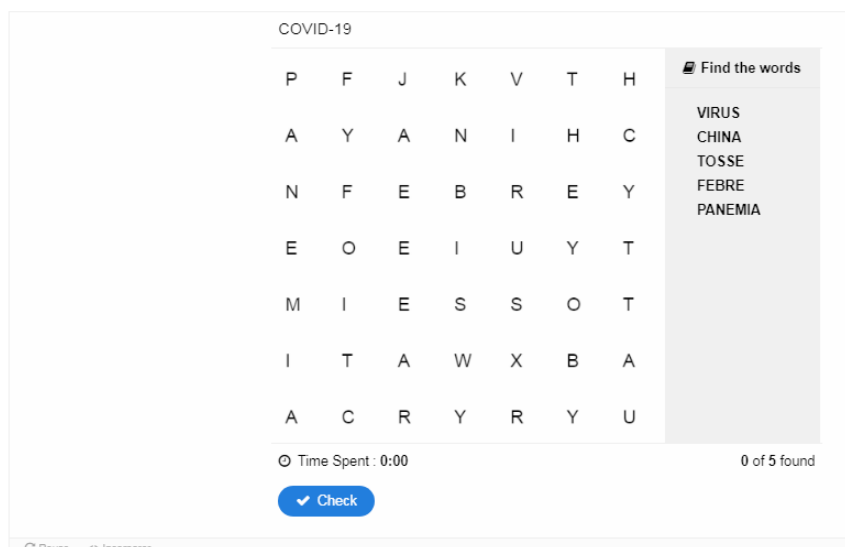 COVID-19
P F J K V T H
A Y A N I H C
N F E B R E Y
E O E I U Y T
M I E S S O T
I T A W X B A
A C R Y R Y U
Find the words
VIRUS
CHINA
TOSSE
FEBRE
PANEMIA
Time Spent : 0:00
0 of 5 found
Check